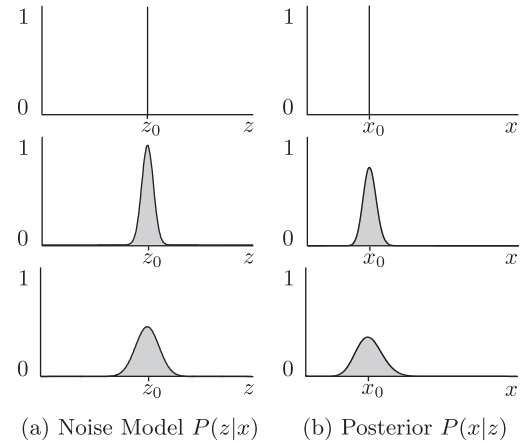 1
1
0
z₀
z
0
x₀
x
1
1
0
z₀
z
0
x₀
x
1
1
0
z₀
z
0
x₀
x
(a) Noise Model P(z|x)
(b) Posterior P(x|z)